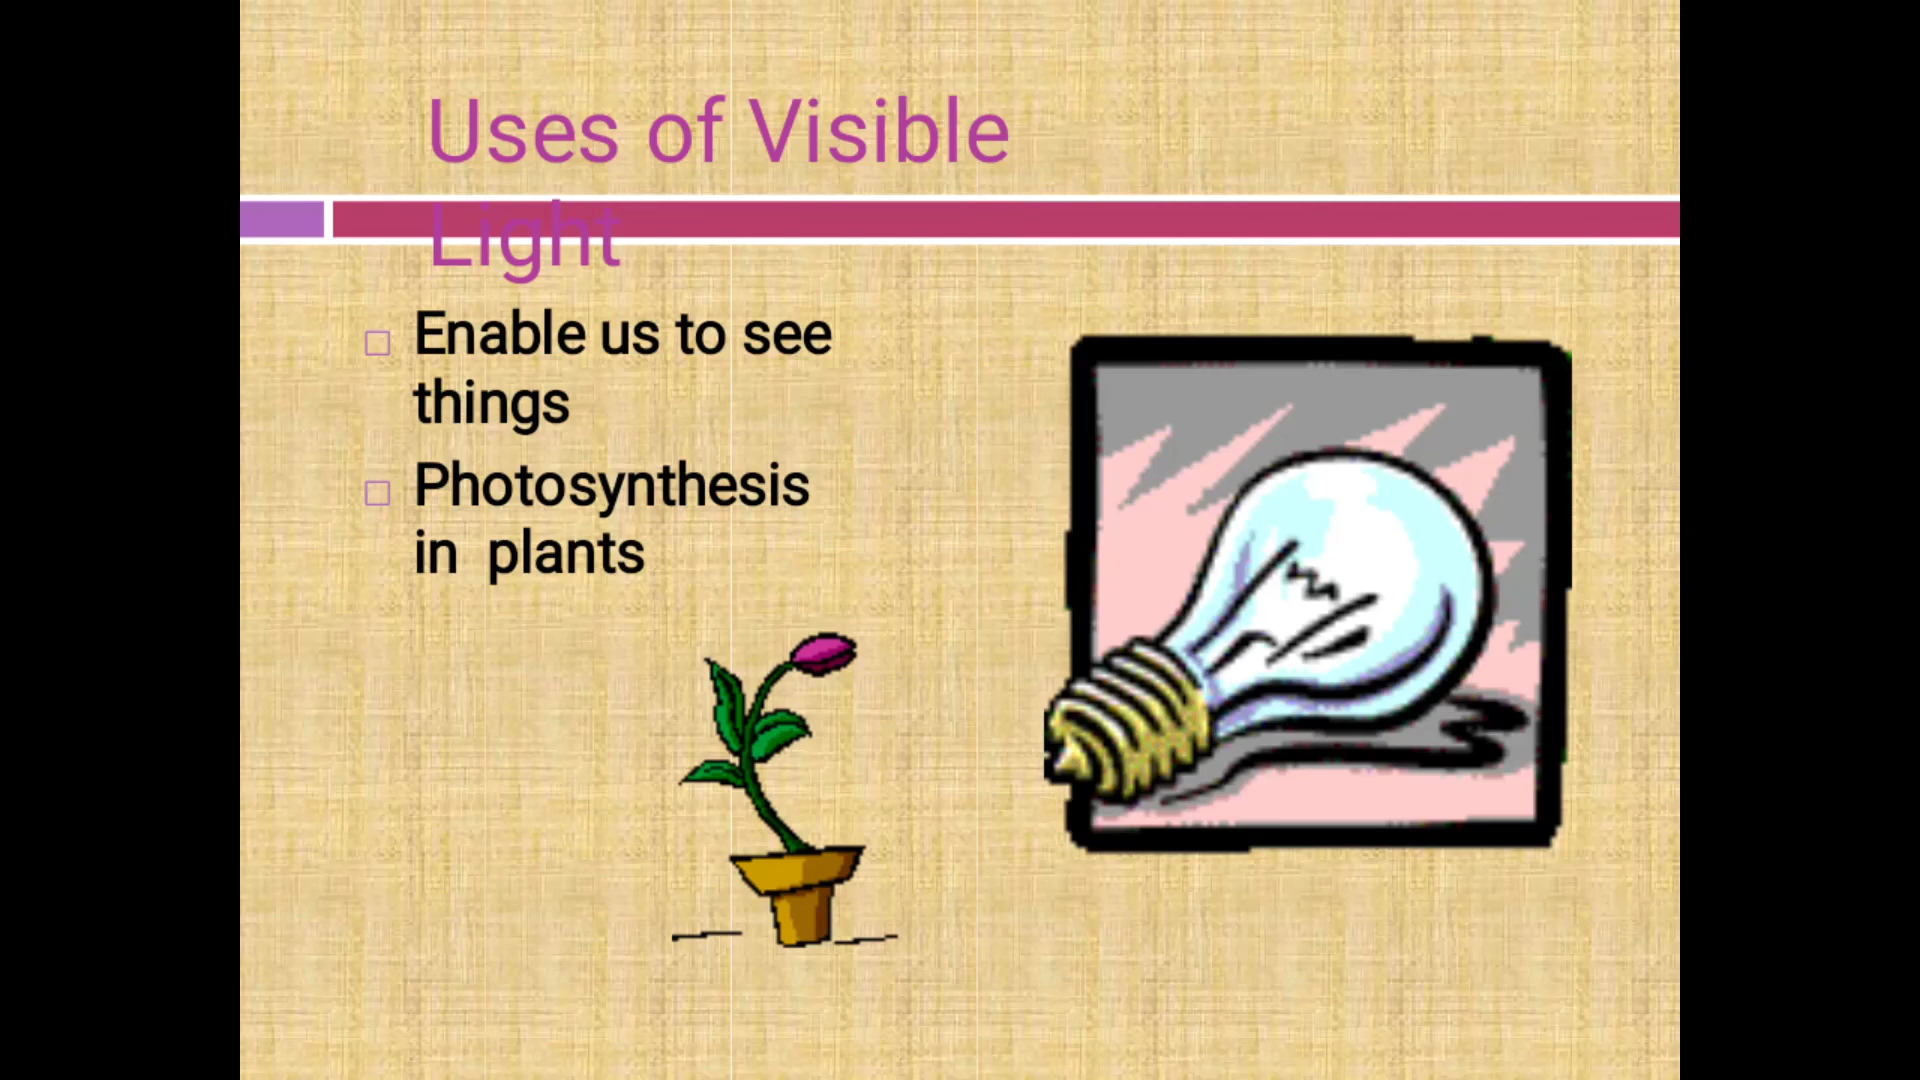 Uses of Visible
Light
Enable us to see
things
Photosynthesis
in plants